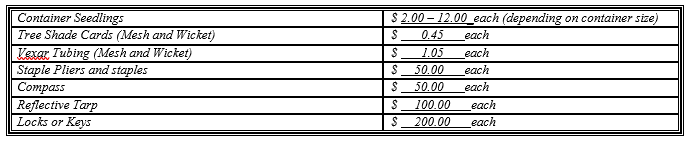 Container Seedlings $ 2.00 – 12.00 each (depending on container size)
Tree Shade Cards (Mesh and Wicket) $ 0.45 each
Vexar Tubing (Mesh and Wicket) $ 1.05 each
Staple Pliers and staples $ 50.00 each
Compass $ 50.00 each
Reflective Tarp $ 100.00 each
Locks or Keys $ 200.00 each